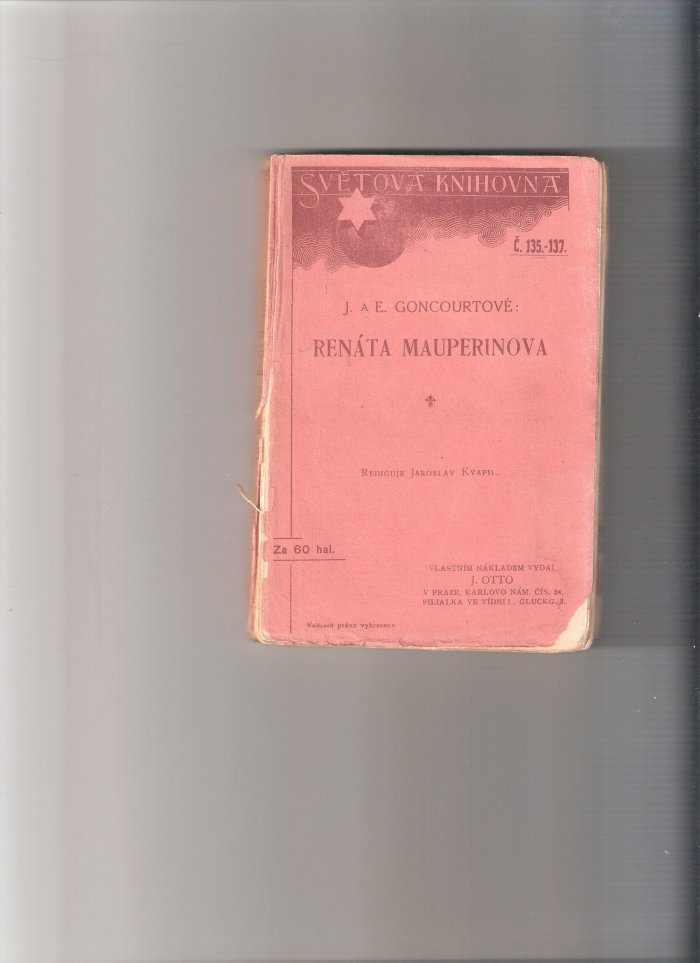 SVĚTOVÁ KNIHOVNA
Č. 135.-137.
J. A E. GONCOURTOVÉ:
RENÁTA MAUPERINOVA
REDIGUJE JAROSLAV KVAPIL.
Za 60 hal.
VLASTNÍM NÁKLADEM VYDAL
J. OTTO
V PRAZE, KARLOVO NÁM. ČÍS. 34.
FILIALKA VE VÍDNI I., GLUCKG. 3.
Veškerá práva vyhrazena.